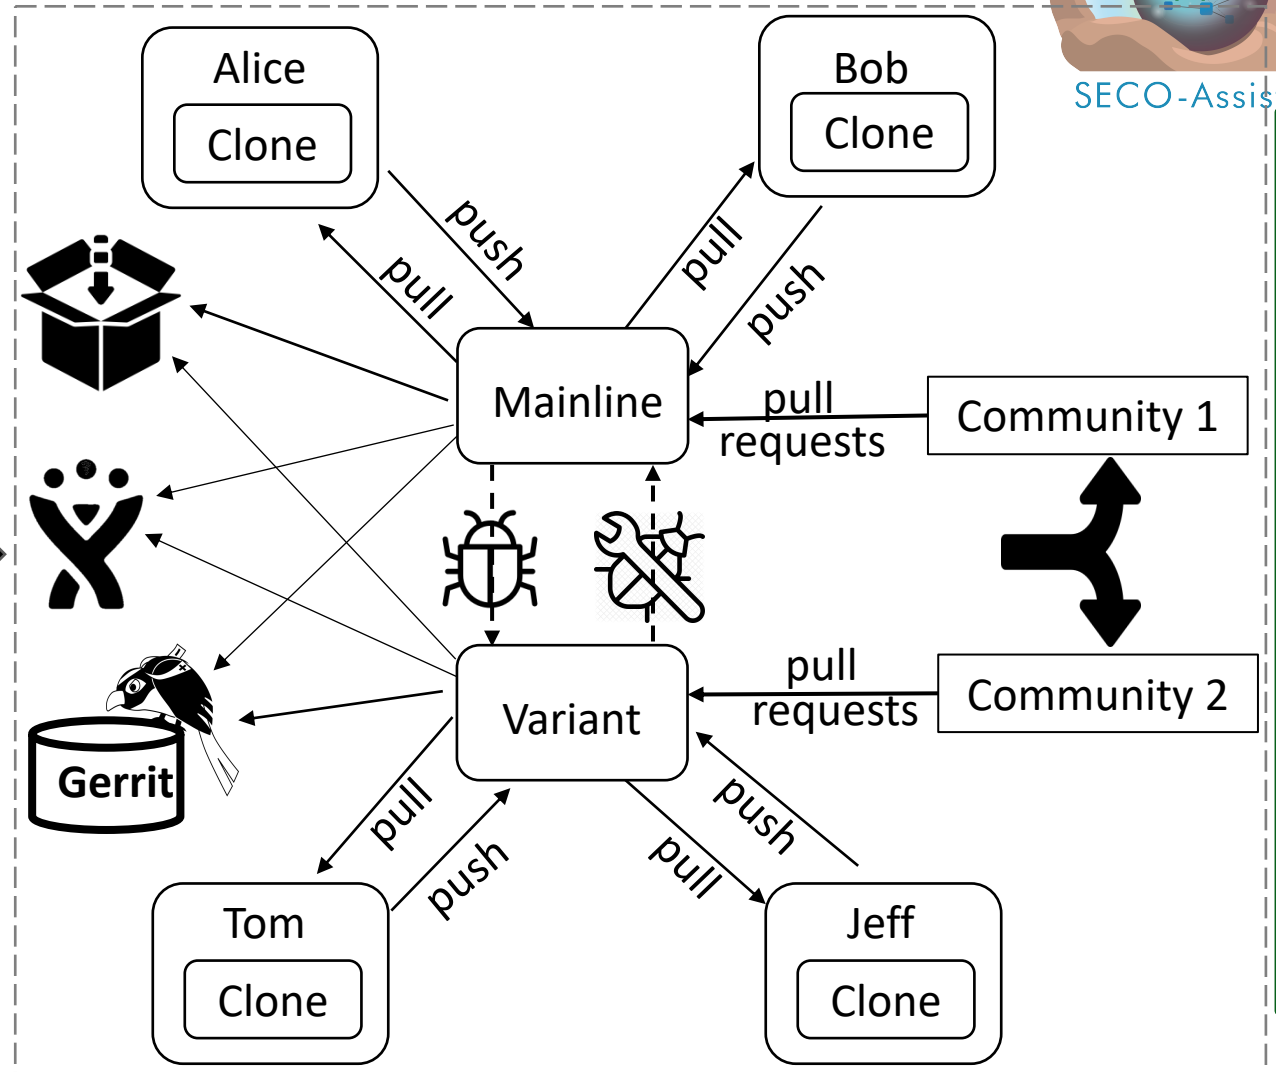 Alice
Clone
Bob
Clone
SECO-Assis
push
pull
pull
push
Mainline
pull
requests
Community 1
pull
requests
Community 2
Variant
Gerrit
pull
push
push
pull
Tom
Clone
Jeff
Clone